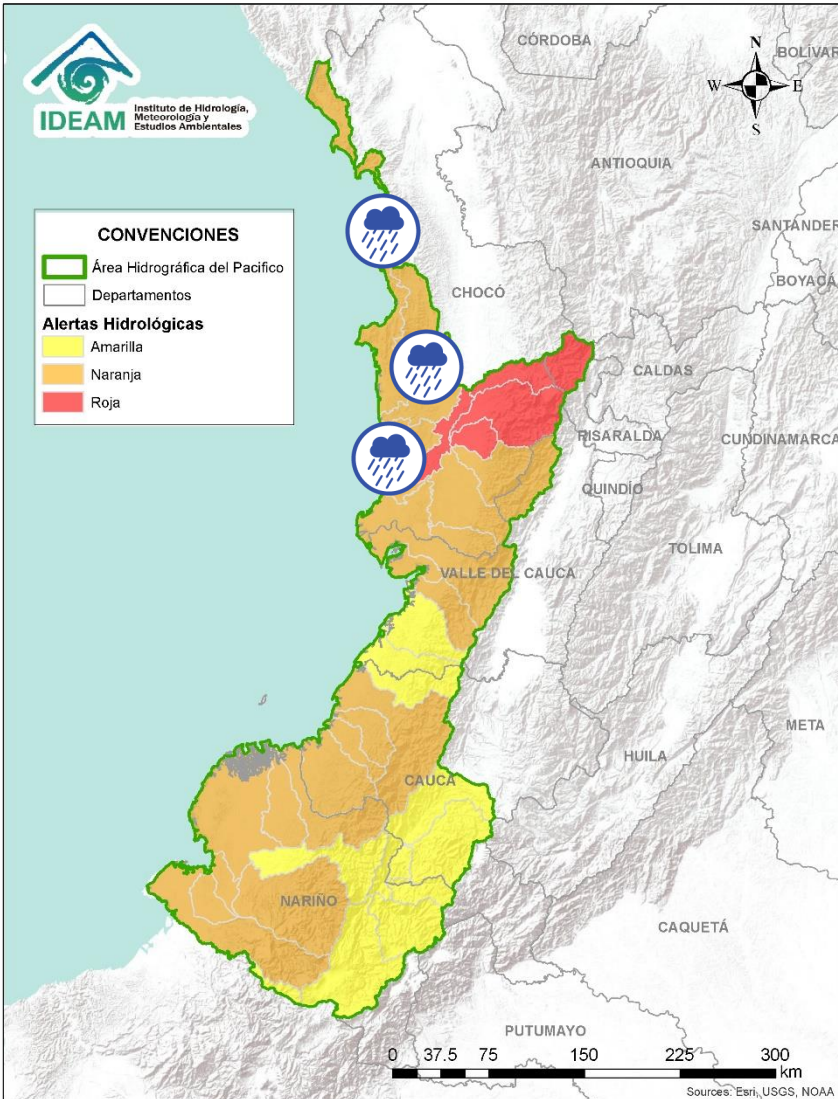 IDEAM
Instituto de Hidrología,
Meteorología y
Estudios Ambientales
CÓRDOBA
BOLÍVAR
N
W
E
S
ANTIOQUIA
SANTANDER
BOYACÁ
CONVENCIONES
Área Hidrográfica del Pacifico
Departamentos
Alertas Hidrológicas
Amarilla
Naranja
Roja
CHOCÓ
CALDAS
RISARALDA
CUNDINAMARCA
QUINDÍO
TOLIMA
VALLE DEL CAUCA
META
HUILA
CAUCA
NARIÑO
CAQUETÁ
PUTUMAYO
0 37.5 75 150 225 300
km
Sources: Esri, USGS, NOAA